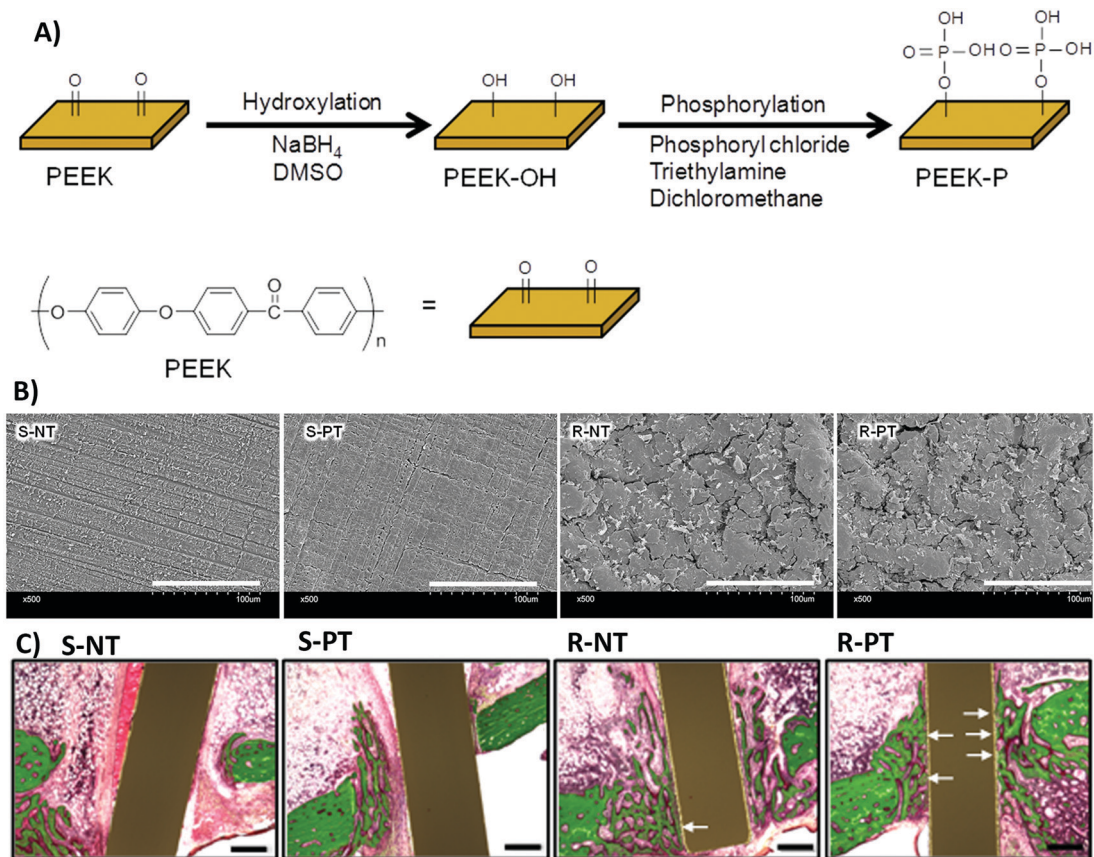 A)
O O
PEEK
Hydroxylation
NaBH4
DMSO
OH OH
PEEK-OH
Phosphorylation
Phosphoryl chloride
Triethylamine
Dichloromethane
OH OH
O=P-OH O=P-OH
O O
PEEK-P
O O C O n
PEEK
=
O O
B)
S-NT
x500 100um
S-PT
x500 100um
R-NT
x500 100um
R-PT
x500 100um
C) S-NT S-PT R-NT R-PT